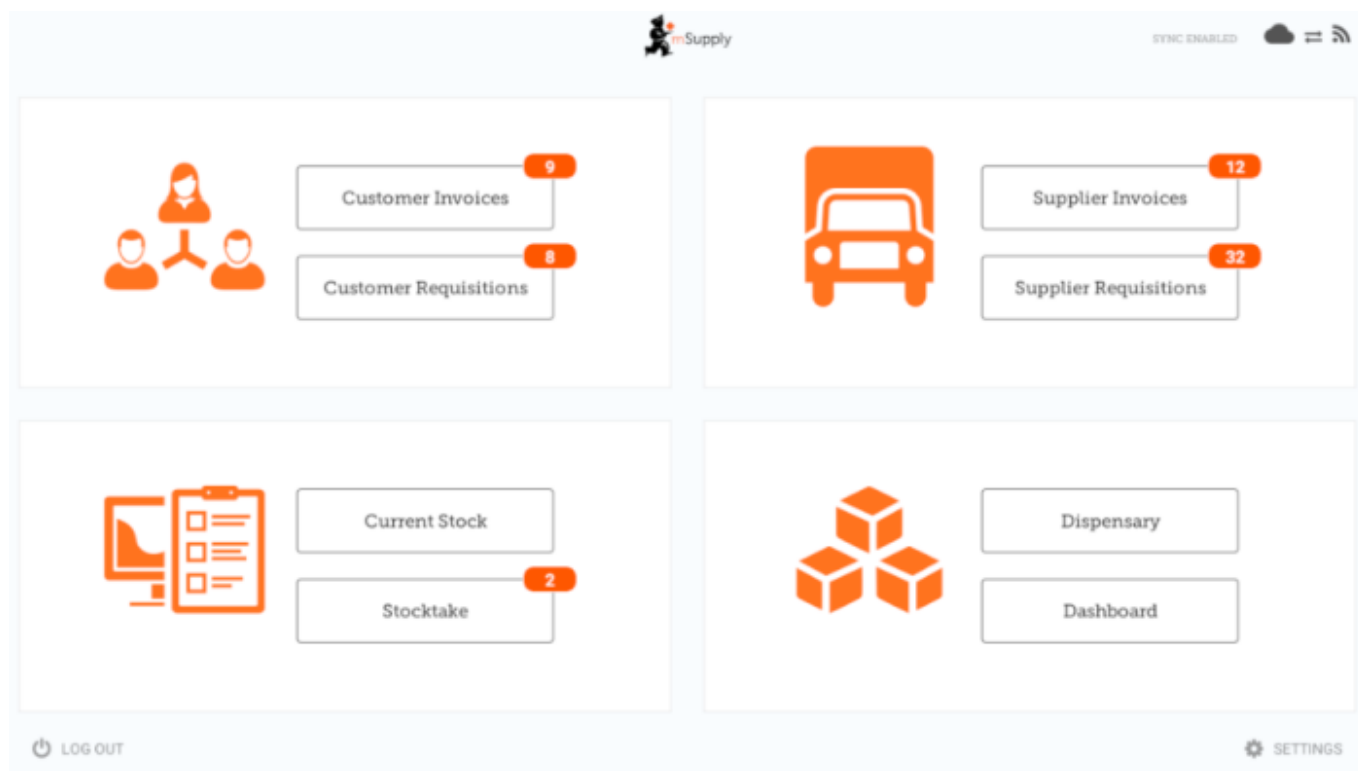 mSupply
SYNC ENABLED
9
Customer Invoices
8
Customer Requisitions
12
Supplier Invoices
32
Supplier Requisitions
Current Stock
2
Stocktake
Dispensary
Dashboard
LOG OUT
SETTINGS